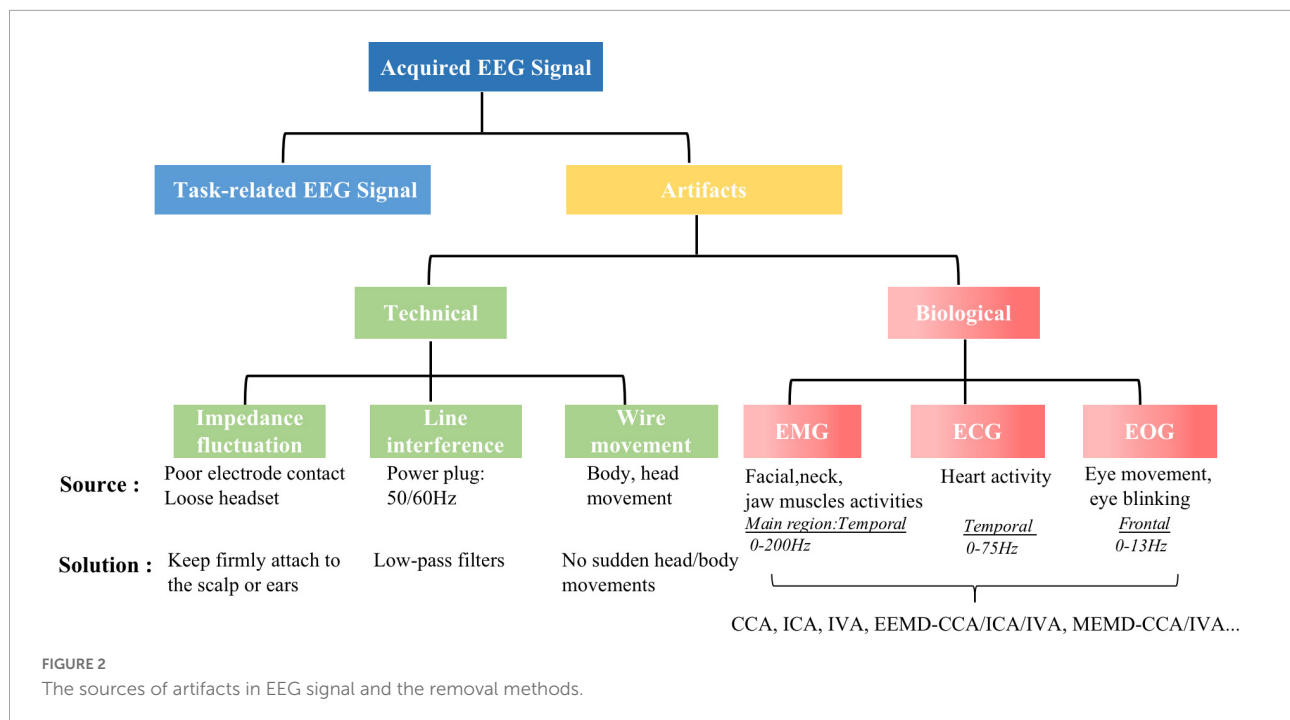 Acquired EEG Signal
Task-related EEG Signal
Artifacts
Technical
Biological
Impedance
fluctuation
Line
interference
Wire
movement
EMG
ECG
EOG
Source :
Poor electrode contact
Loose headset
Power plug:
50/60Hz
Body, head
movement
Facial,neck,
jaw muscles activities
Main region:Temporal
0-200Hz
Heart activity
Temporal
0-75Hz
Eye movement,
eye blinking
Frontal
0-13Hz
Solution :
Keep firmly attach to
the scalp or ears
Low-pass filters
No sudden head/body
movements
CCA, ICA, IVA, EEMD-CCA/ICA/IVA, MEMD-CCA/IVA...
FIGURE 2
The sources of artifacts in EEG signal and the removal methods.